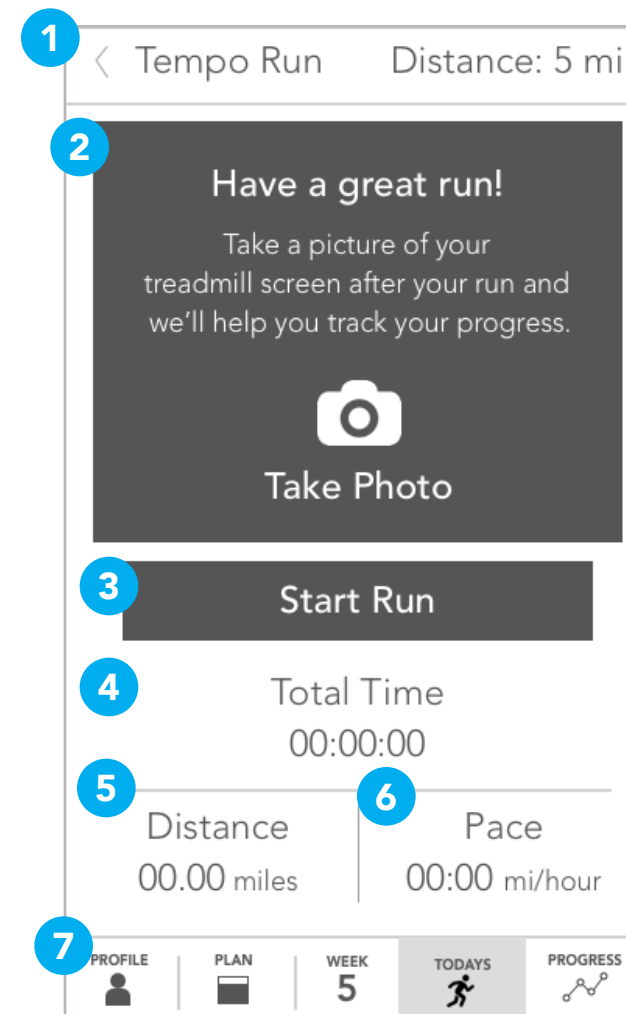 1
Tempo Run Distance: 5 mi
2
Have a great run!
Take a picture of your
treadmill screen after your run and
we'll help you track your progress.
Take Photo
3
Start Run
4
Total Time
00:00:00
5
Distance
00.00 miles
6
Pace
00:00 mi/hour
7
PROFILE
PLAN
WEEK
5
TODAYS
PROGRESS